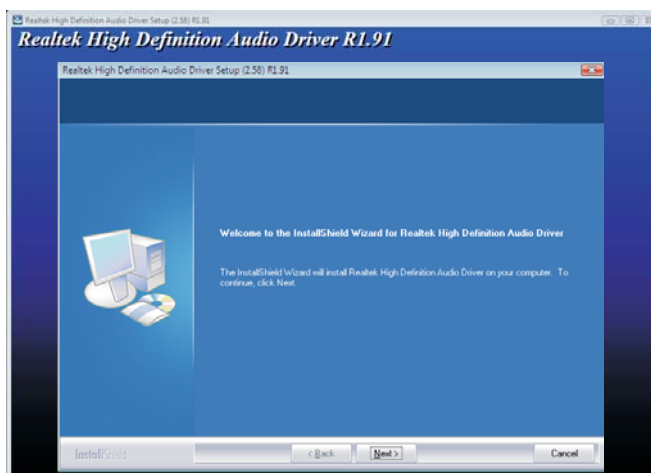 Realtek High Definition Audio Driver Setup (2.58) R1.91
Realtek High Definition Audio Driver R1.91
Realtek High Definition Audio Driver Setup (2.58) R1.91
Welcome to the InstallShield Wizard for Realtek High Definition Audio Driver
The InstallShield Wizard will install Realtek High Definition Audio Driver on your computer. To
continue, click Next.
InstallShield
< Back
Next >
Cancel